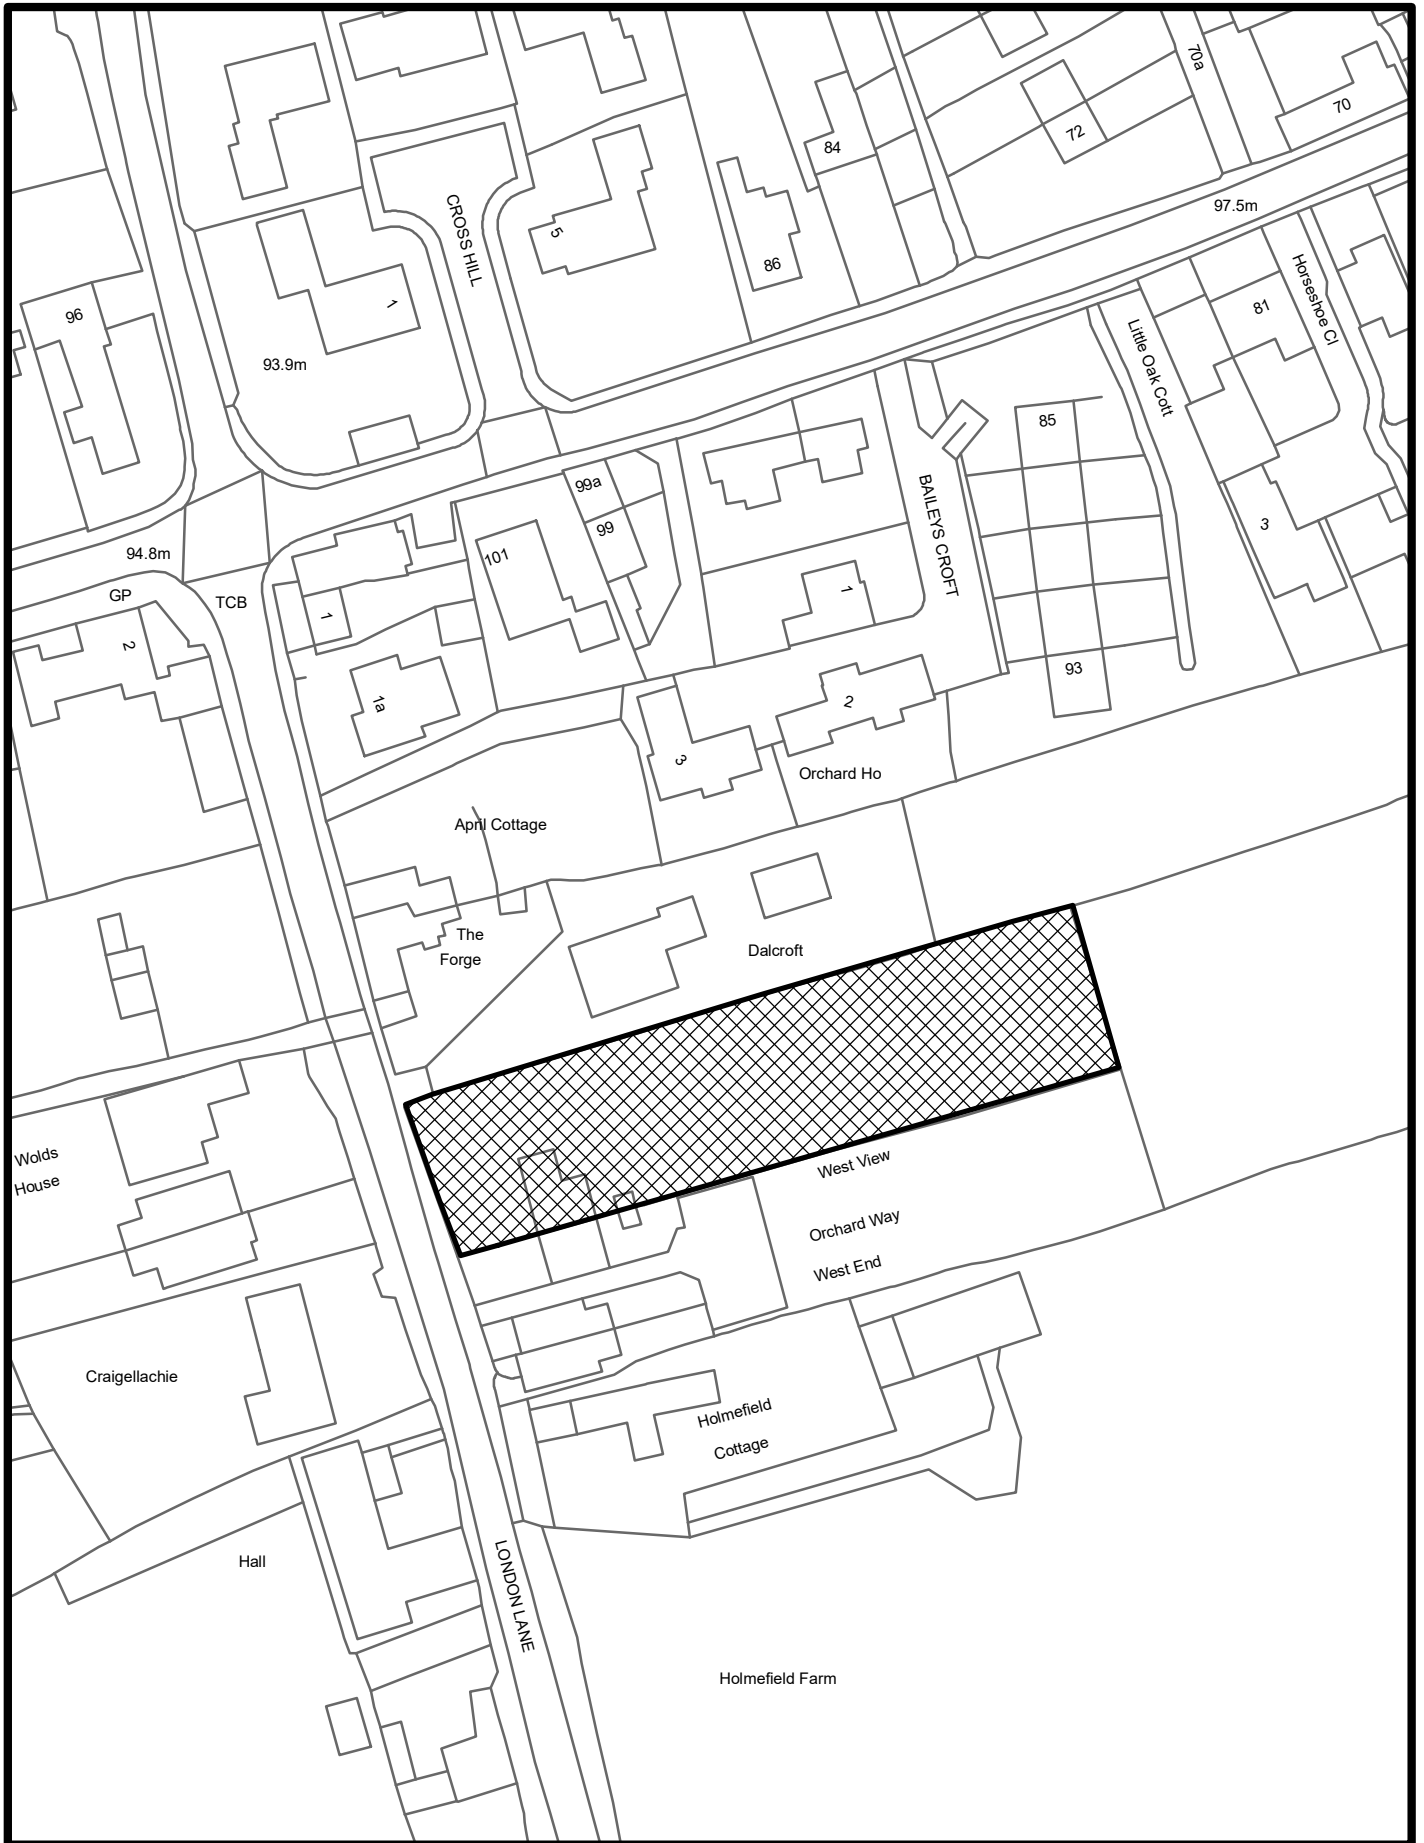 70a
70
72
84
97.5m
CROSS HILL
5
86
Horseshoe Cl
96
1
81
93.9m
Little Oak Cott
85
99a
BAILEYS CROFT
99
3
94.8m
101
GP
TCB
1
1
2
93
1a
2
3
Orchard Ho
April Cottage
The
Forge
Dalcroft
Wolds
House
West View
Orchard Way
West End
Craigellachie
Holmefield
Cottage
Hall
LONDON LANE
Holmefield Farm